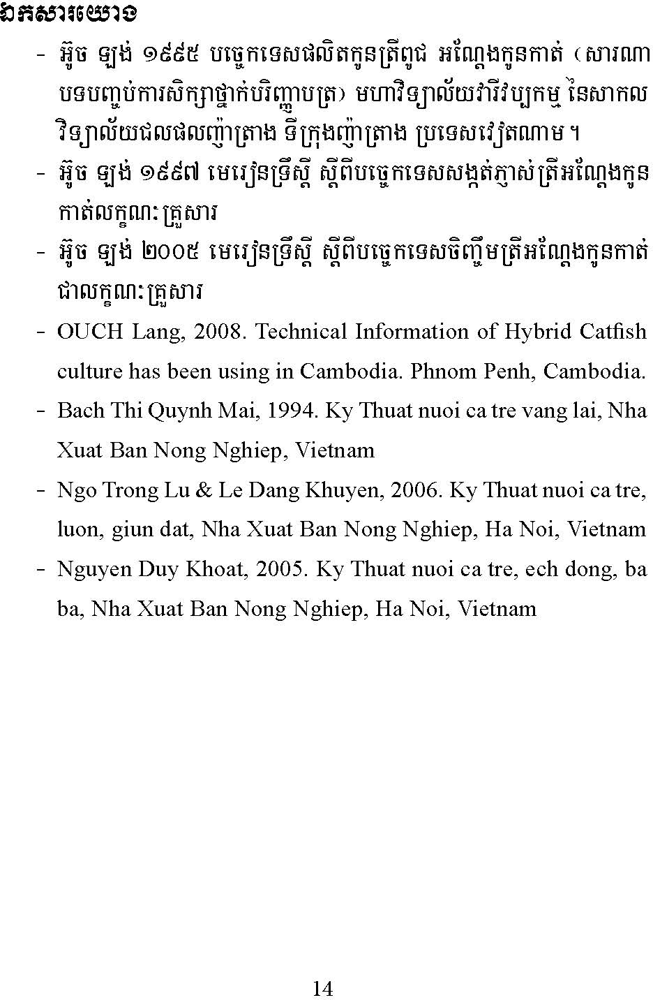 ឯកសារយោង
- អ៊ូច ឡង់ ១៩៩៥ បច្ចេកទេសផលិតកូនត្រីពូជ អណ្ដែងកូនកាត់ (សារណា
បទបញ្ចប់ការសិក្សាថ្នាក់បរិញ្ញាបត្រ) មហាវិទ្យាល័យវារីវប្បកម្ម នៃសាកល
វិទ្យាល័យជលផលញ៉ាត្រាង ទីក្រុងញ៉ាត្រាង ប្រទេសវៀតណាម។
- អ៊ូច ឡង់ ១៩៩៧ មេរៀនទ្រឹស្ដី ស្ដីពីបច្ចេកទេសសង្កត់ភ្ញាស់ត្រីអណ្ដែងកូន
កាត់លក្ខណៈគ្រួសារ
- អ៊ូច ឡង់ ២០០៥ មេរៀនទ្រឹស្ដី ស្ដីពីបច្ចេកទេសចិញ្ចឹមត្រីអណ្ដែងកូនកាត់
ជាលក្ខណៈគ្រួសារ
- OUCH Lang, 2008. Technical Information of Hybrid Catfish
culture has been using in Cambodia. Phnom Penh, Cambodia.
- Bach Thi Quynh Mai, 1994. Ky Thuat nuoi ca tre vang lai, Nha
Xuat Ban Nong Nghiep, Vietnam
- Ngo Trong Lu & Le Dang Khuyen, 2006. Ky Thuat nuoi ca tre,
luon, giun dat, Nha Xuat Ban Nong Nghiep, Ha Noi, Vietnam
- Nguyen Duy Khoat, 2005. Ky Thuat nuoi ca tre, ech dong, ba
ba, Nha Xuat Ban Nong Nghiep, Ha Noi, Vietnam
14